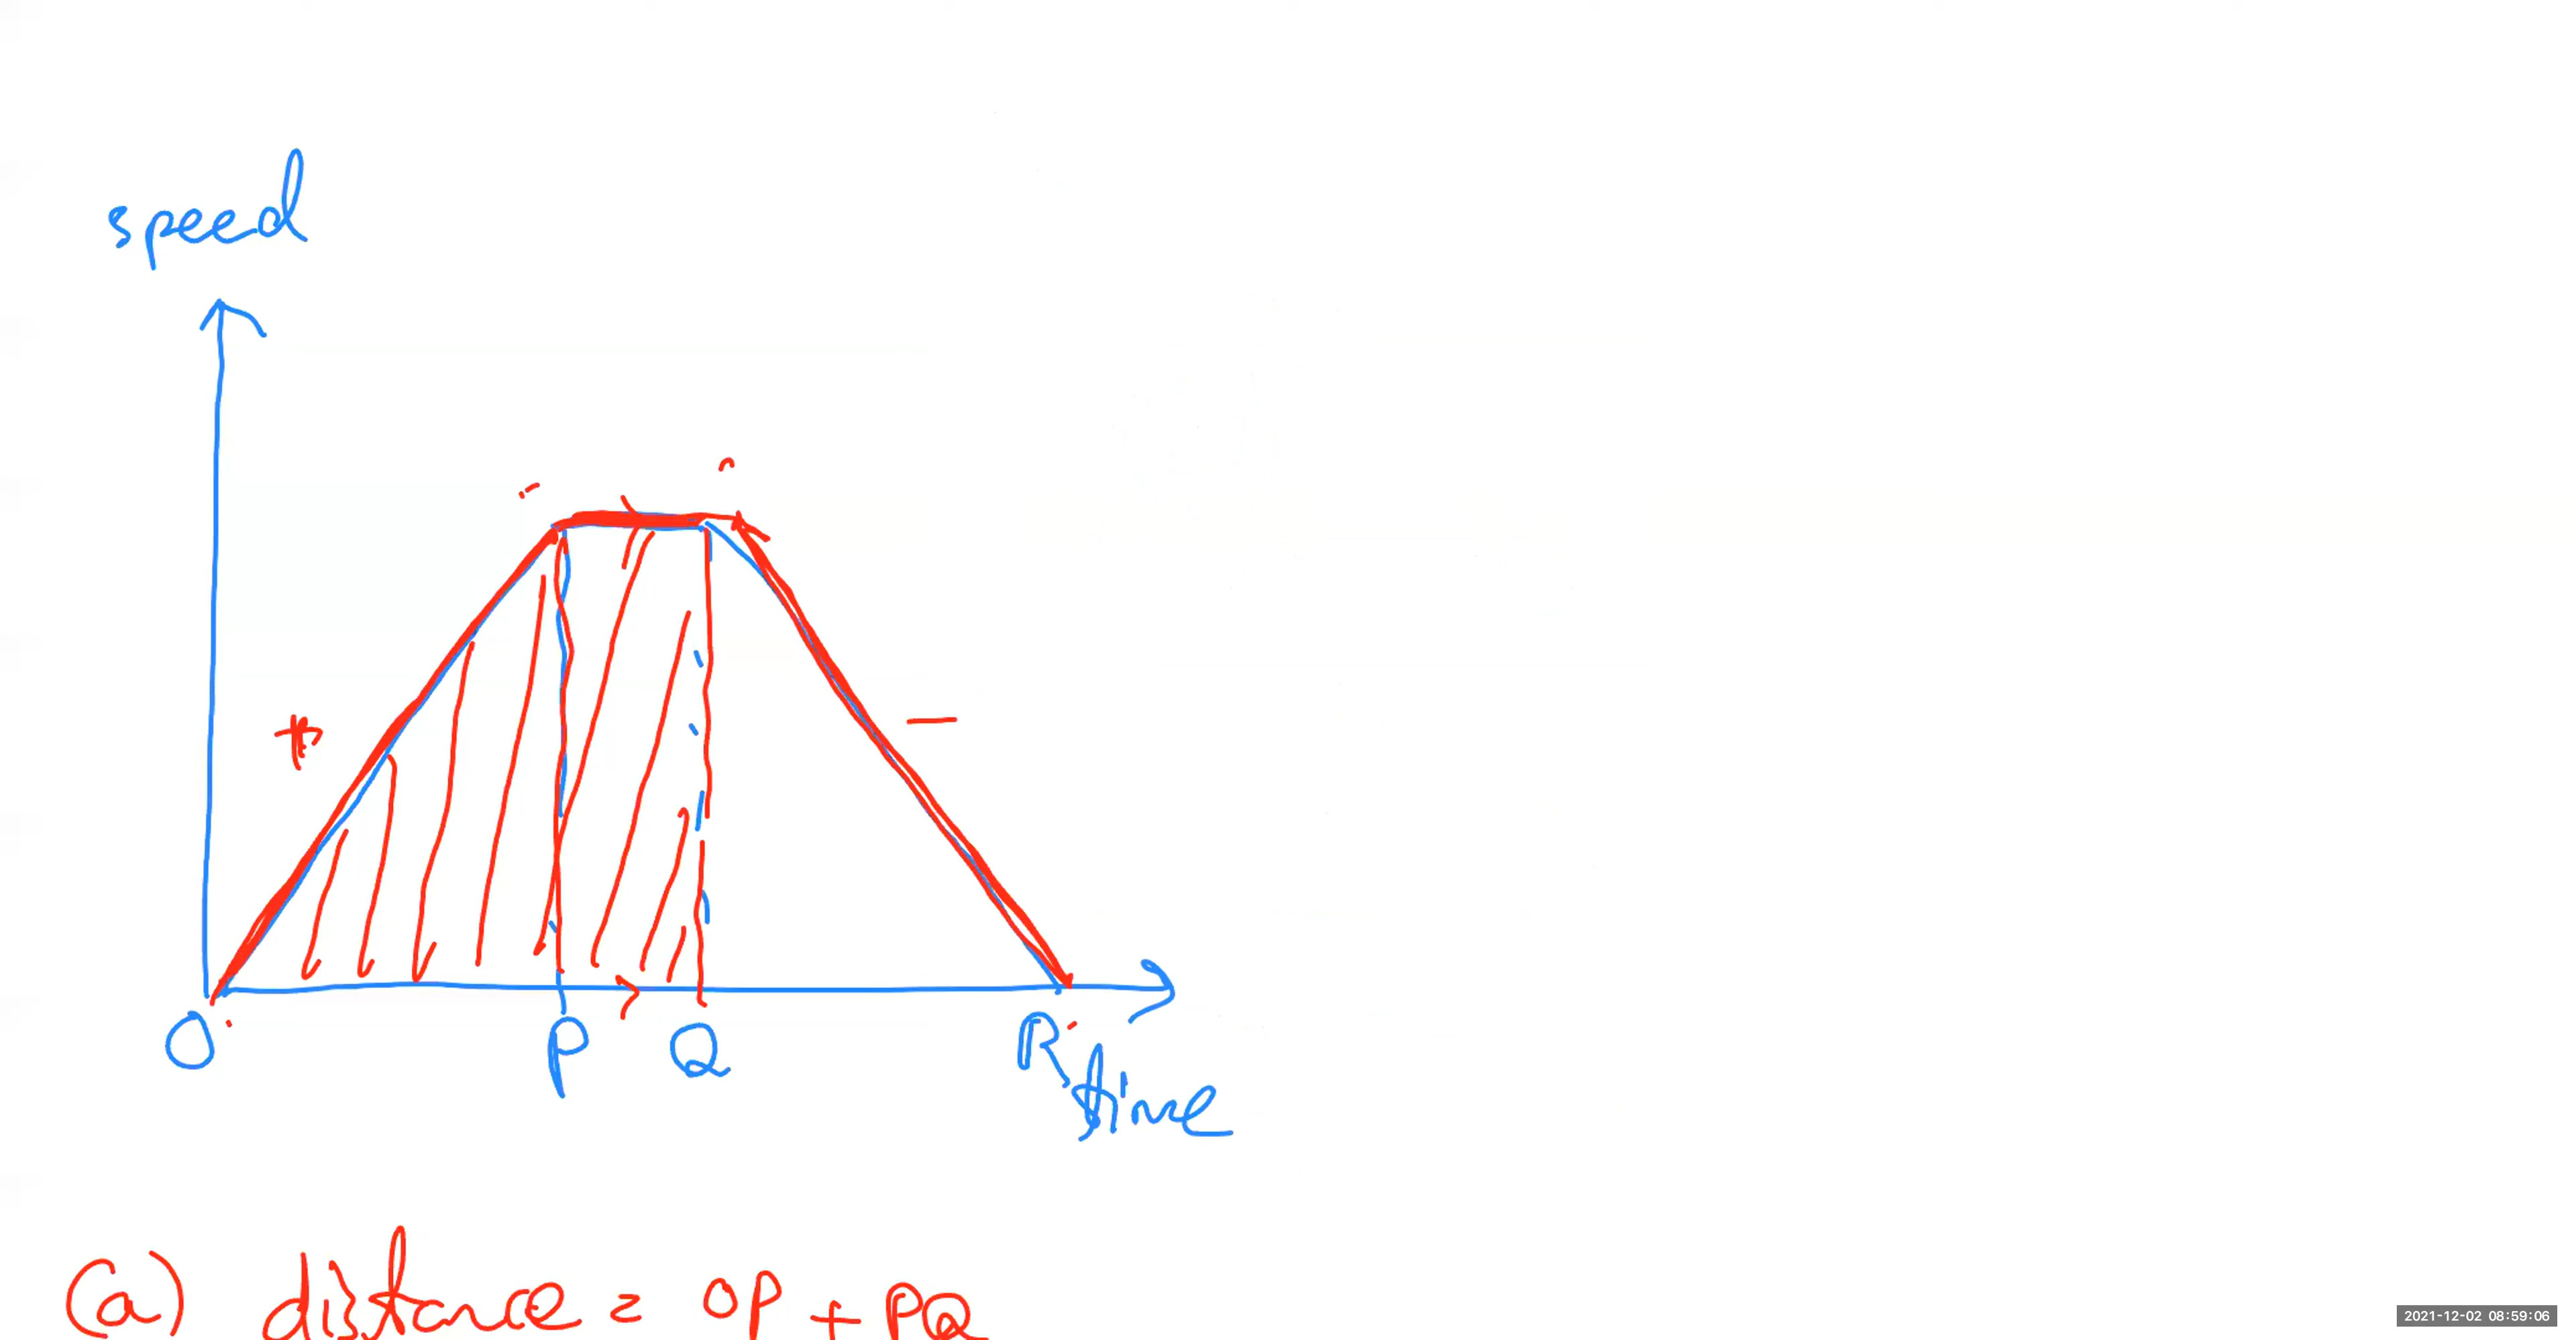 speed
+
−
O P Q R
time
(a) distance = OP + PQ
2021-12-02 08:59:06